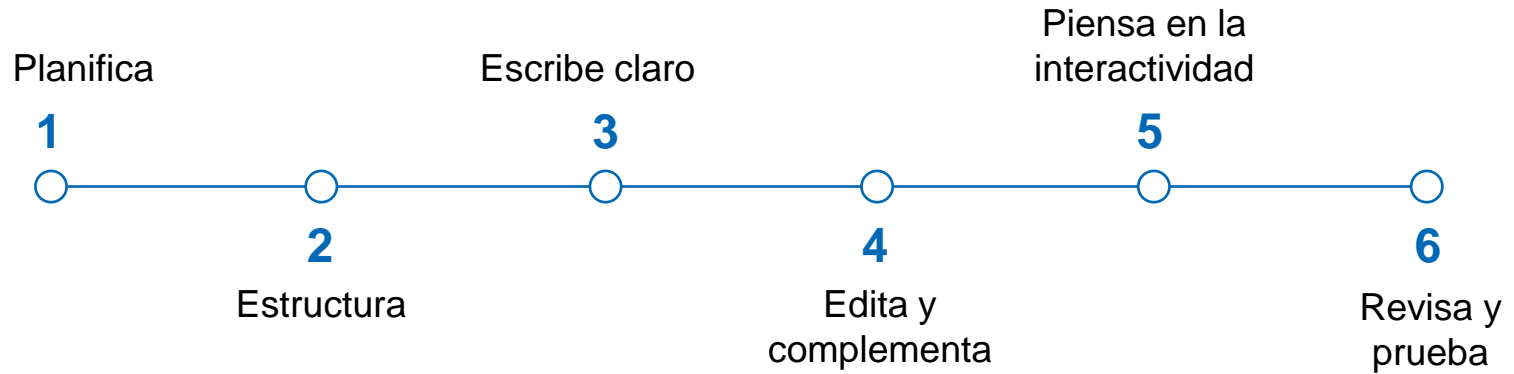 Planifica
1
2
Estructura
Escribe claro
3
4
Edita y
complementa
Piensa en la
interactividad
5
6
Revisa y
prueba